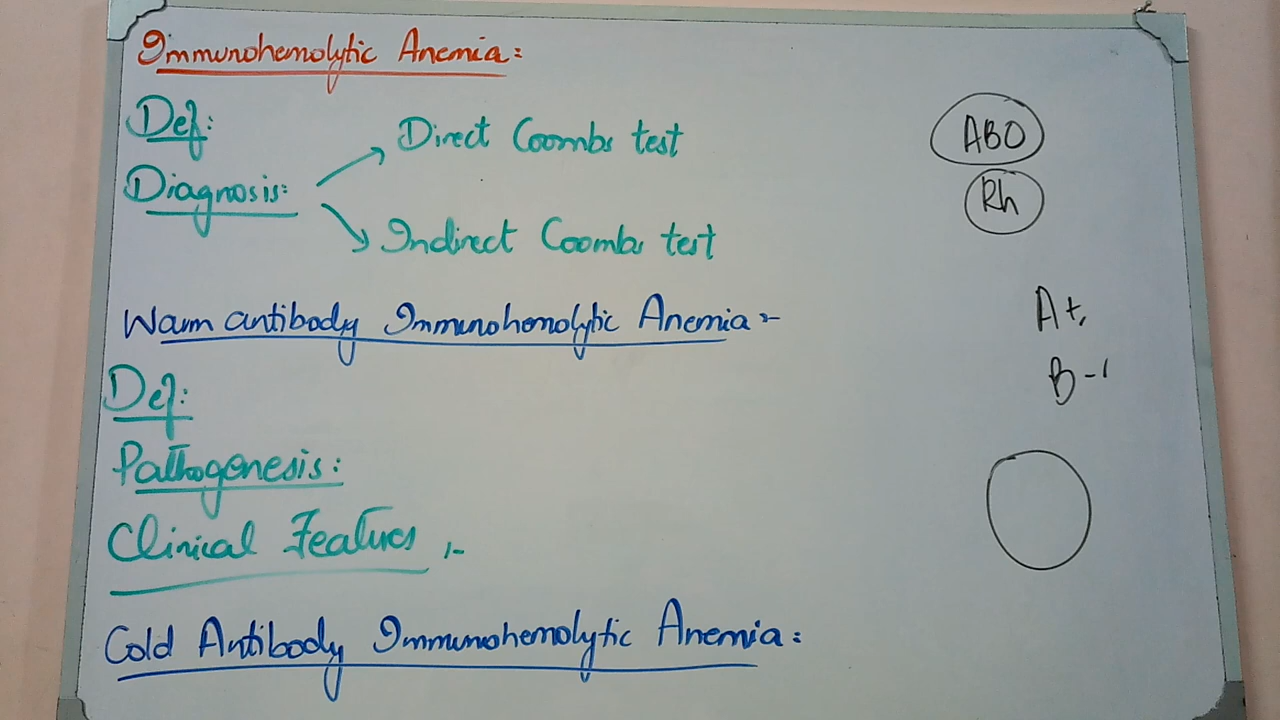 Immunohemolytic Anemia:
Def:
Direct Coombs test
Diagnosis:
Indirect Coombs test
Warm antibody Immunohemolytic Anemia:-
Def:
Pathogenesis:
Clinical Features :-
Cold Antibody Immunohemolytic Anemia:
ABO
Rh
A+,
B-,